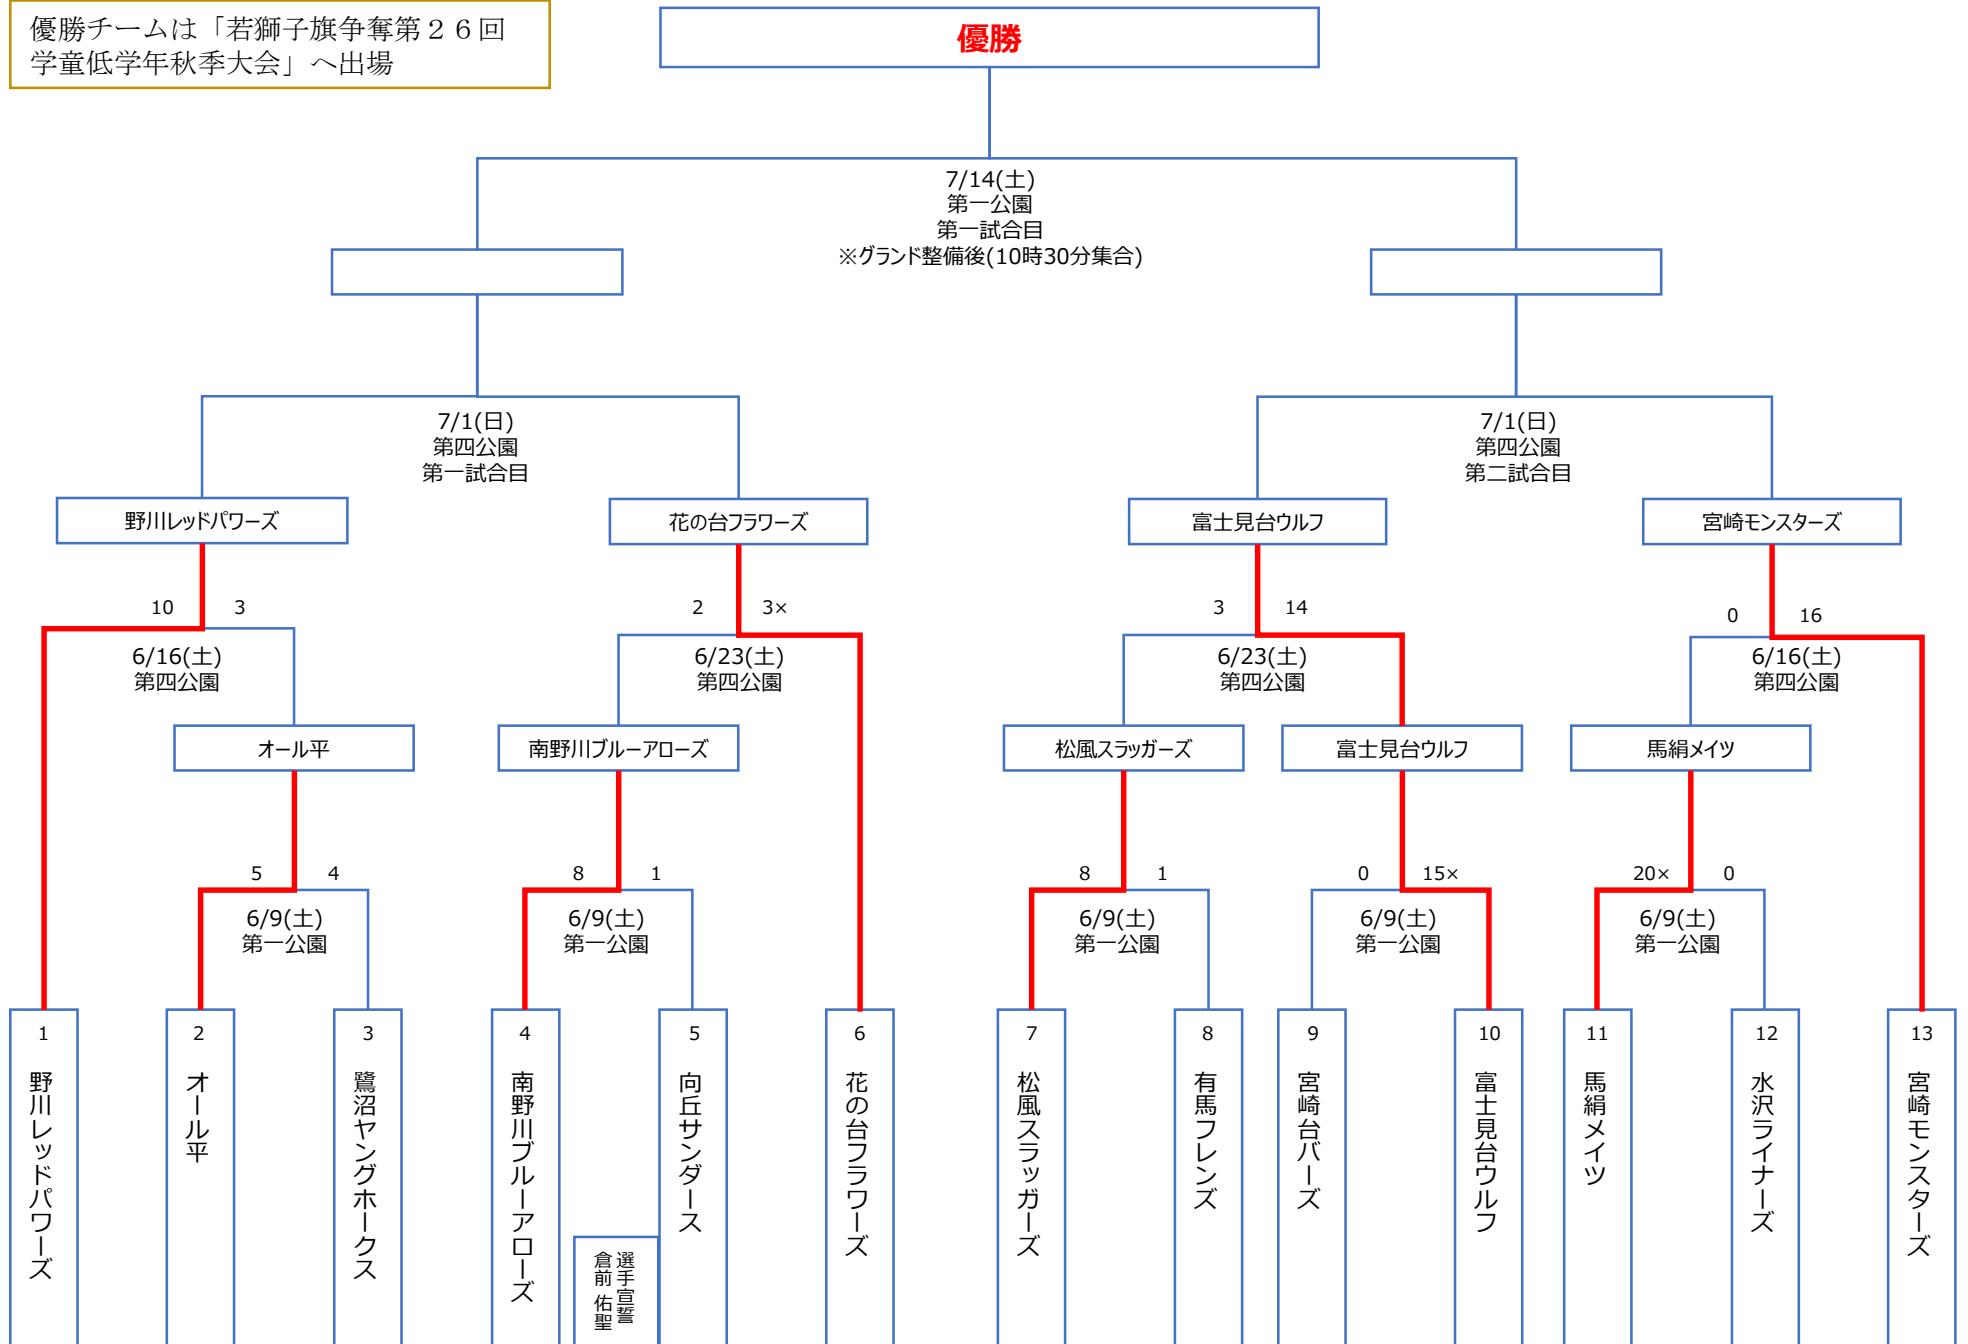 優勝チームは「若獅子旗争奪第２６回
学童低学年秋季大会」へ出場
優勝
7/14(土)
第一公園
第一試合目
※グランド整備後(10時30分集合)
7/1(日)
第四公園
第一試合目
7/1(日)
第四公園
第二試合目
野川レッドパワーズ
花の台フラワーズ
富士見台ウルフ
宮崎モンスターズ
10 3
2 3×
3 14
0 16
6/16(土)
第四公園
6/23(土)
第四公園
6/23(土)
第四公園
6/16(土)
第四公園
オール平
南野川ブルーアローズ
松風スラッガーズ
富士見台ウルフ
馬絹メイツ
5 4
8 1
8 1
0 15×
20× 0
6/9(土)
第一公園
6/9(土)
第一公園
6/9(土)
第一公園
6/9(土)
第一公園
6/9(土)
第一公園
1
野川レッドパワーズ
2
オール平
3
鷺沼ヤングホークス
4
南野川ブルーアローズ
選手宣誓
倉前 佑聖
5
向丘サンダース
6
花の台フラワーズ
7
松風スラッガーズ
8
有馬フレンズ
9
宮崎台バーズ
10
富士見台ウルフ
11
馬絹メイツ
12
水沢ライナーズ
13
宮崎モンスターズ